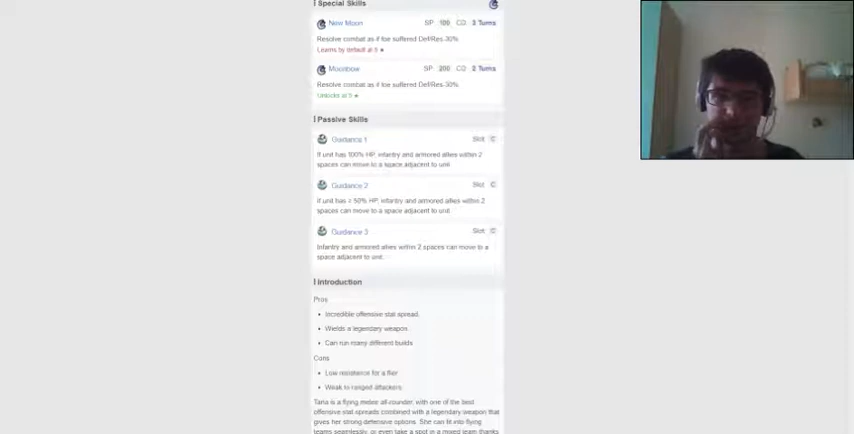 Special Skills
New Moon SP 100 CD 3 Turns
Resolve combat as if foe suffered Def/Res-30%
Learns by default at 5 ★
Moonbow SP 200 CD 2 Turns
Resolve combat as if foe suffered Def/Res-30%
Unlocks at 5 ★
Passive Skills
Guidance 1 Slot C
If unit has 100% HP, infantry and armored allies within 2
spaces can move to a space adjacent to unit.
Guidance 2 Slot C
If unit has ≥ 50% HP, infantry and armored allies within 2
spaces can move to a space adjacent to unit.
Guidance 3 Slot C
Infantry and armored allies within 2 spaces can move to a
space adjacent to unit.
Introduction
Pros
Incredible offensive stat spread.
Wields a legendary weapon.
Can run many different builds
Cons
Low resistance for a flier
Weak to ranged attackers
Tana is a flying melee all-rounder, with one of the best
offensive stat spreads combined with a legendary weapon that
gives her strong defensive options. She can fit into flying
teams seamlessly, or even take a spot in a mixed team thanks